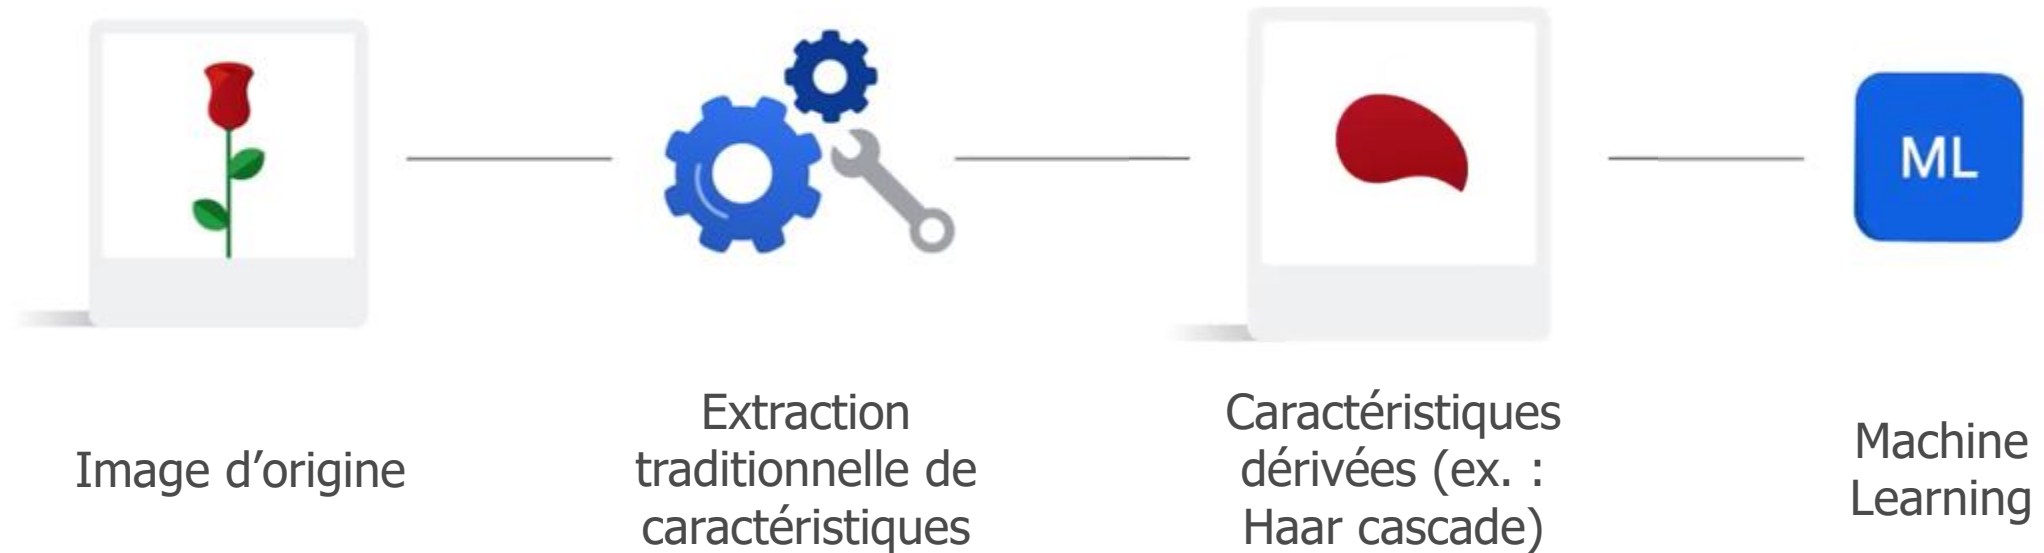 ML
Image d’origine
Extraction
traditionnelle de
caractéristiques
Caractéristiques
dérivées (ex. :
Haar cascade)
Machine
Learning